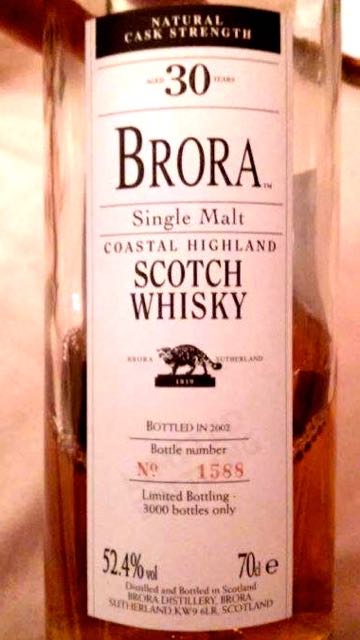 NATURAL
CASK STRENGTH
AGED 30 YEARS
BRORA™
Single Malt
COASTAL HIGHLAND
SCOTCH
WHISKY
BRORA SUTHERLAND
1819
BOTTLED IN 2002
Bottle number
No 1588
Limited Bottling -
3000 bottles only
52.4% vol 70cl e
Distilled and Bottled in Scotland
BRORA DISTILLERY, BRORA,
SUTHERLAND KW9 6LR, SCOTLAND